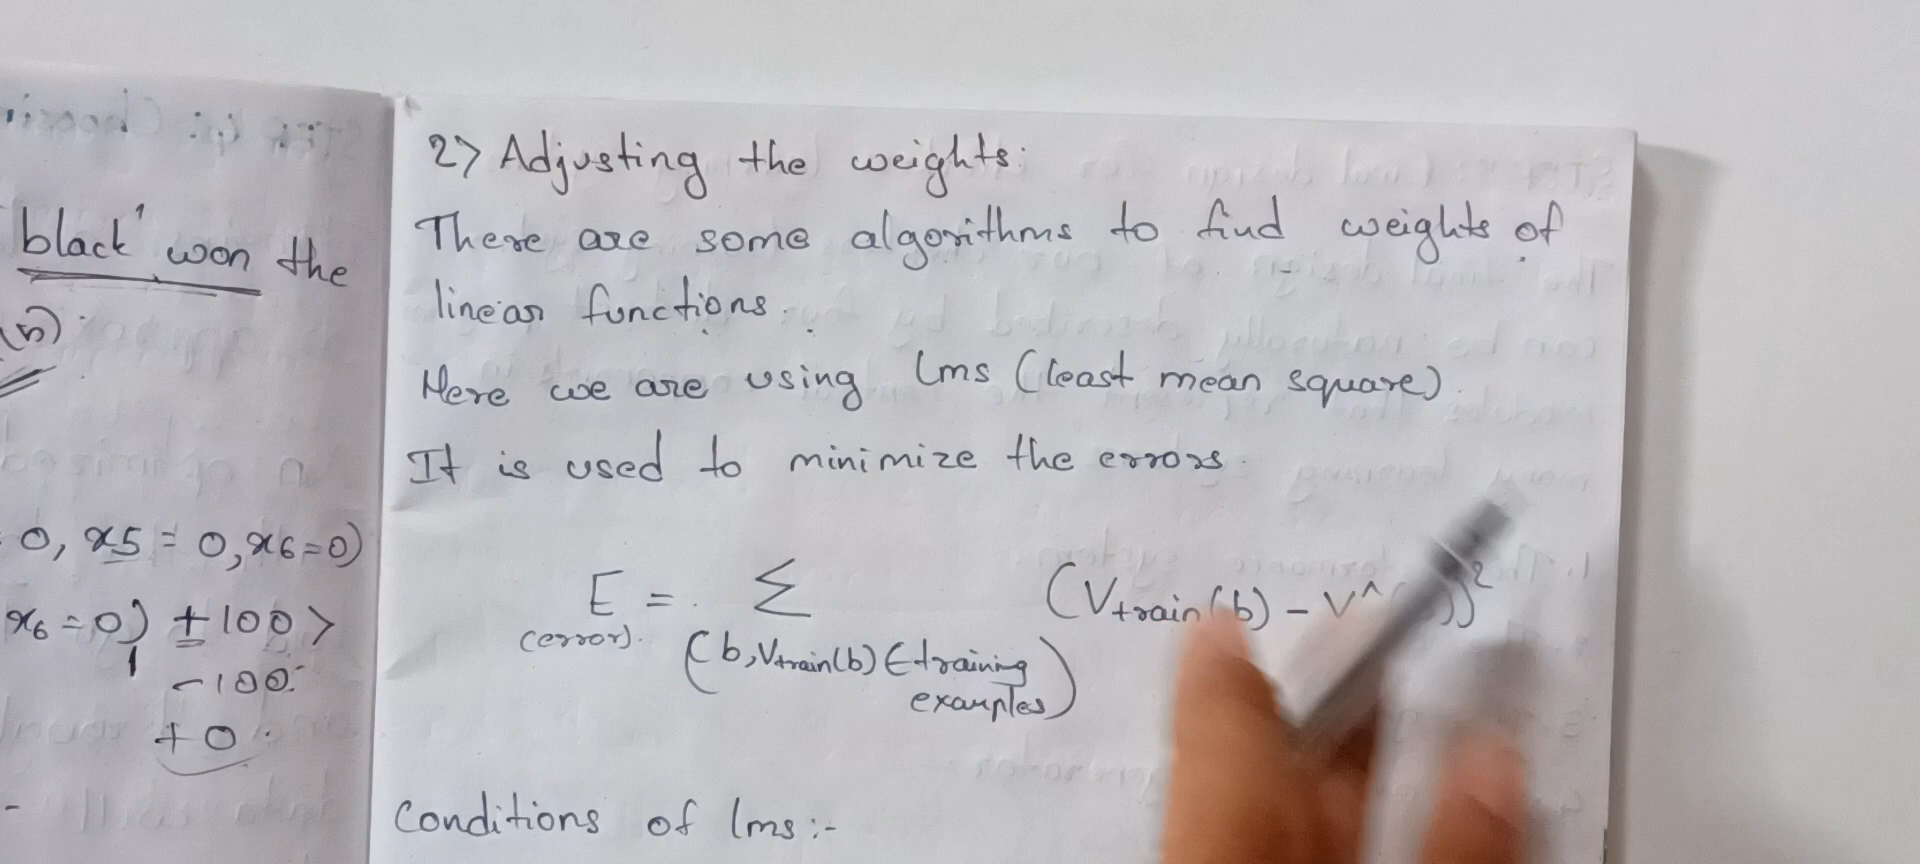 black' won the
(b)
0, x5 = 0, x6 = 0)
x6 = 0) ± 100 >
- 100
+ 0
2> Adjusting the weights:
There are some algorithms to find weights of
linear functions.
Here we are using lms (least mean square).
It is used to minimize the errors.
E = Σ (Vtrain(b) - V^ ))²
(error). (b, Vtrain(b) ∈ training
examples)
Conditions of lms :-